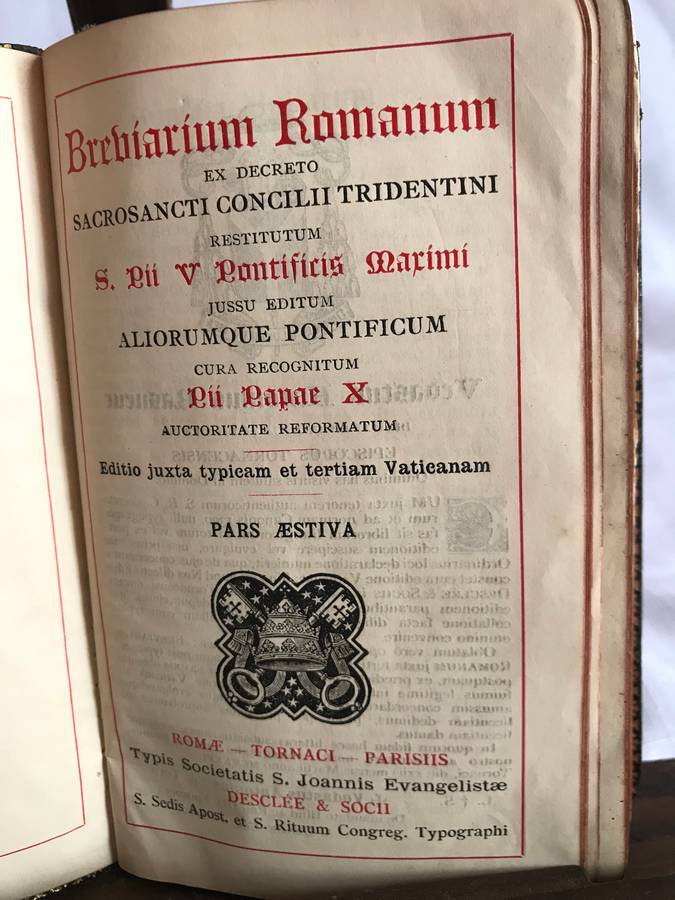 Breviarium Romanum
EX DECRETO
SACROSANCTI CONCILII TRIDENTINI
RESTITUTUM
S. Pii V Pontificis Maximi
JUSSU EDITUM
ALIORUMQUE PONTIFICUM
CURA RECOGNITUM
Pii Papae X
AUCTORITATE REFORMATUM
Editio juxta typicam et tertiam Vaticanam
PARS ÆSTIVA
ROMÆ — TORNACI — PARISIIS
Typis Societatis S. Joannis Evangelistæ
DESCLÉE & SOCII
S. Sedis Apost. et S. Rituum Congreg. Typographi